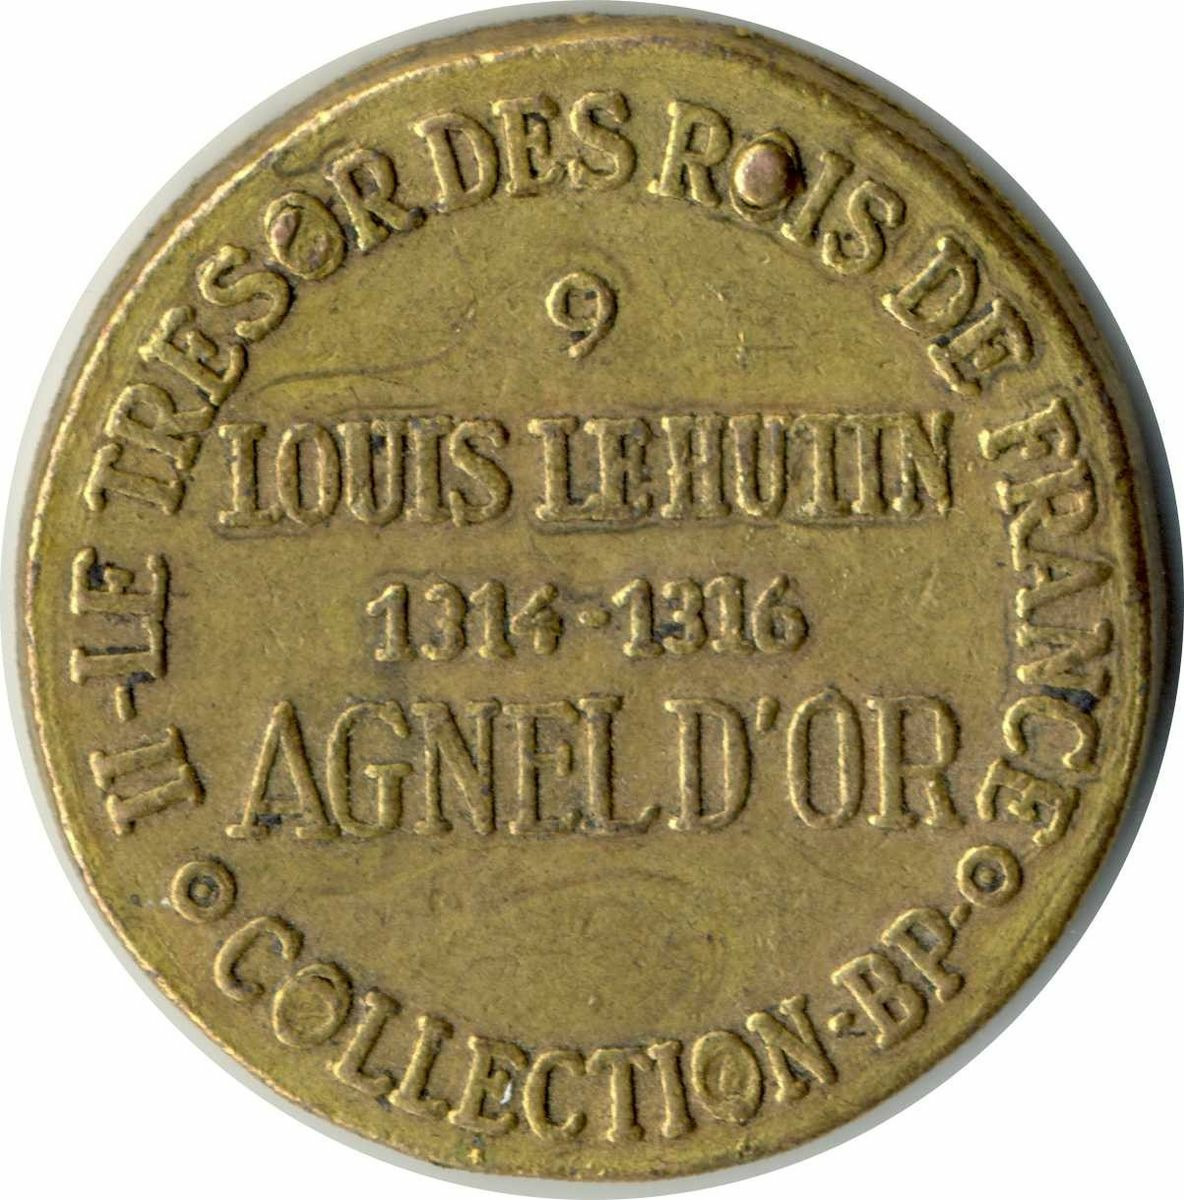 II-LE TRESOR DES ROIS DE FRANCE
9
LOUIS LE HUTIN
1314-1316
AGNEL D'OR
COLLECTION-BP-